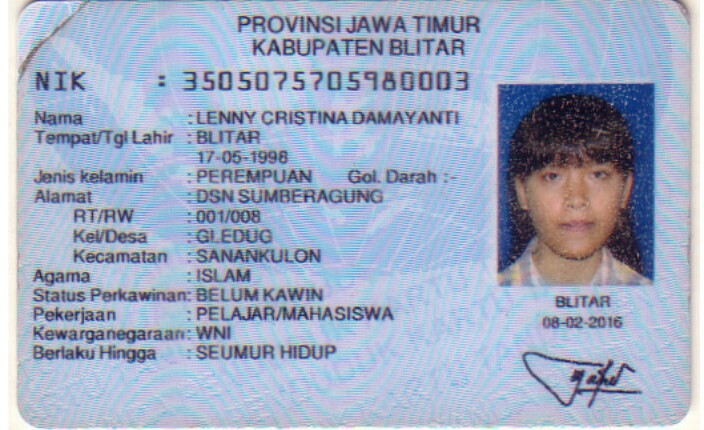 PROVINSI JAWA TIMUR
KABUPATEN BLITAR
NIK : 3505075705980003
Nama : LENNY CRISTINA DAMAYANTI
Tempat/Tgl Lahir : BLITAR
17-05-1998
Jenis kelamin : PEREMPUAN Gol. Darah :-
Alamat : DSN SUMBERAGUNG
RT/RW : 001/008
Kel/Desa : GLEDUG
Kecamatan : SANANKULON
Agama : ISLAM
Status Perkawinan: BELUM KAWIN
Pekerjaan : PELAJAR/MAHASISWA
Kewarganegaraan: WNI
Berlaku Hingga : SEUMUR HIDUP
BLITAR
08-02-2016